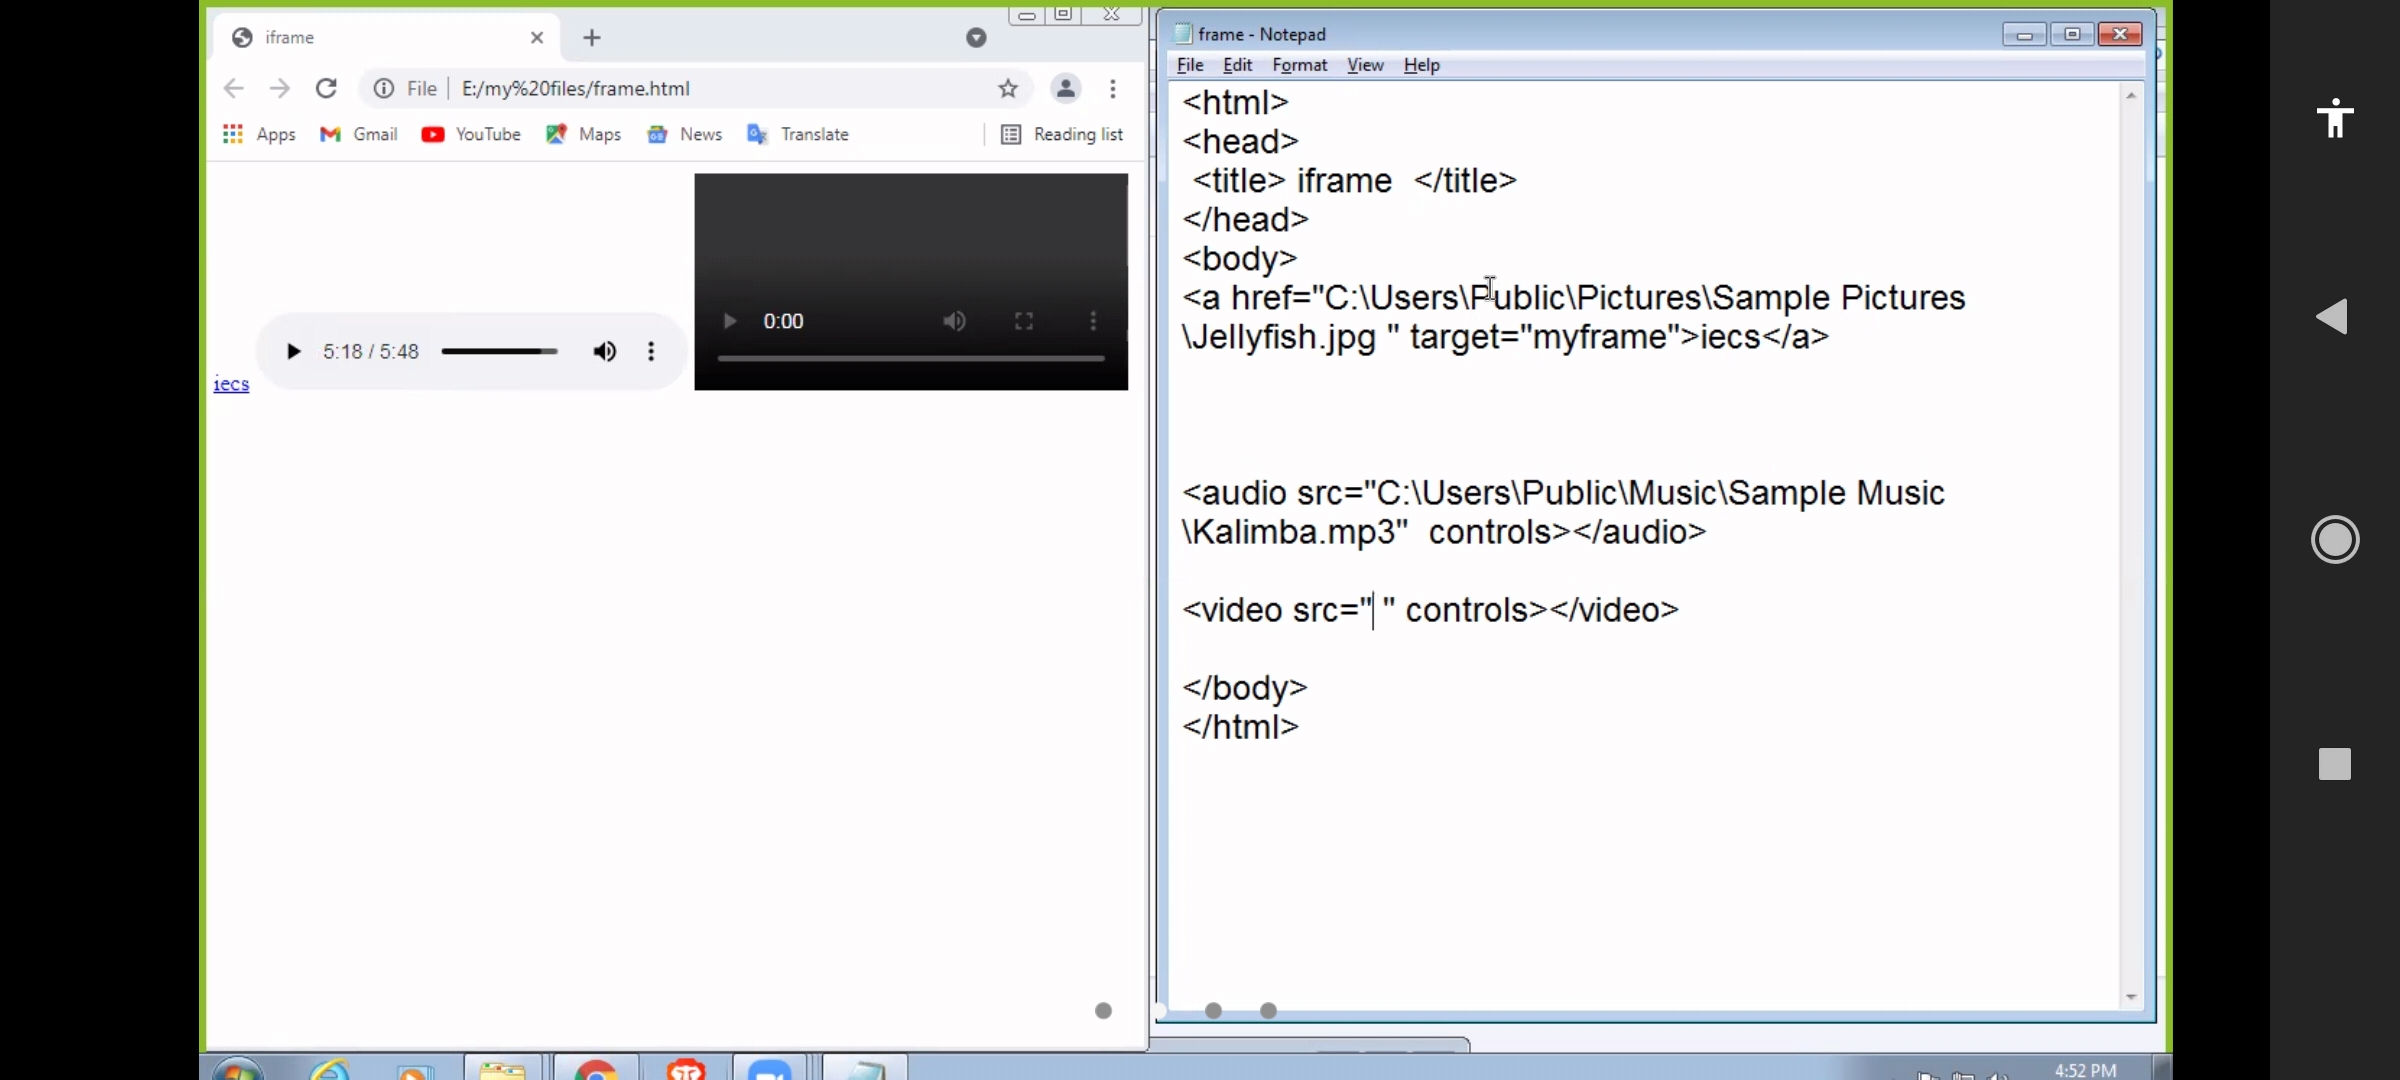 iframe
File E:/my%20files/frame.html
Apps Gmail YouTube Maps News Translate Reading list
5:18 / 5:48
0:00
iecs
frame - Notepad
File Edit Format View Help
<html>
<head>
<title> iframe </title>
</head>
<body>
<a href="C:\Users\Public\Pictures\Sample Pictures
\Jellyfish.jpg " target="myframe">iecs</a>
<audio src="C:\Users\Public\Music\Sample Music
\Kalimba.mp3" controls></audio>
<video src=" " controls></video>
</body>
</html>
4:52 PM